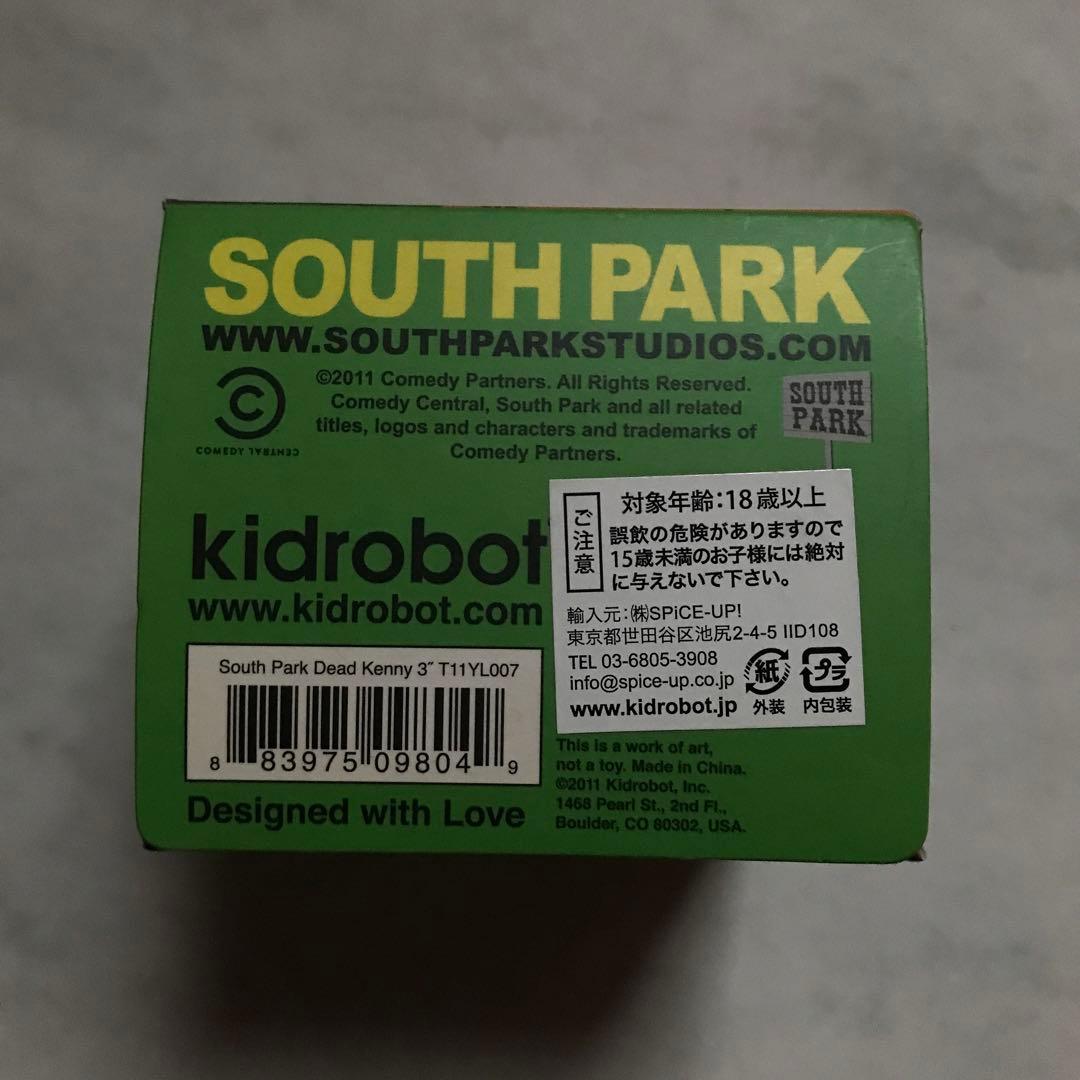 SOUTH PARK
WWW.SOUTHPARKSTUDIOS.COM
©2011 Comedy Partners. All Rights Reserved.
Comedy Central, South Park and all related
titles, logos and characters and trademarks of
Comedy Partners.
C
COMEDY
CENTRAL
SOUTH
PARK
kidrobot
www.kidrobot.com
South Park Dead Kenny 3″ T11YL007
8 83975 09804 9
Designed with Love
ご注意
対象年齢:18歳以上
誤飲の危険がありますので
15歳未満のお子様には絶対
に与えないで下さい。
輸入元:㈱SPiCE-UP!
東京都世田谷区池尻2-4-5 IID108
TEL 03-6805-3908
info@spice-up.co.jp
www.kidrobot.jp
紙
外装
プラ
内包装
This is a work of art,
not a toy. Made in China.
©2011 Kidrobot, Inc.
1468 Pearl St., 2nd Fl.,
Boulder, CO 80302, USA.